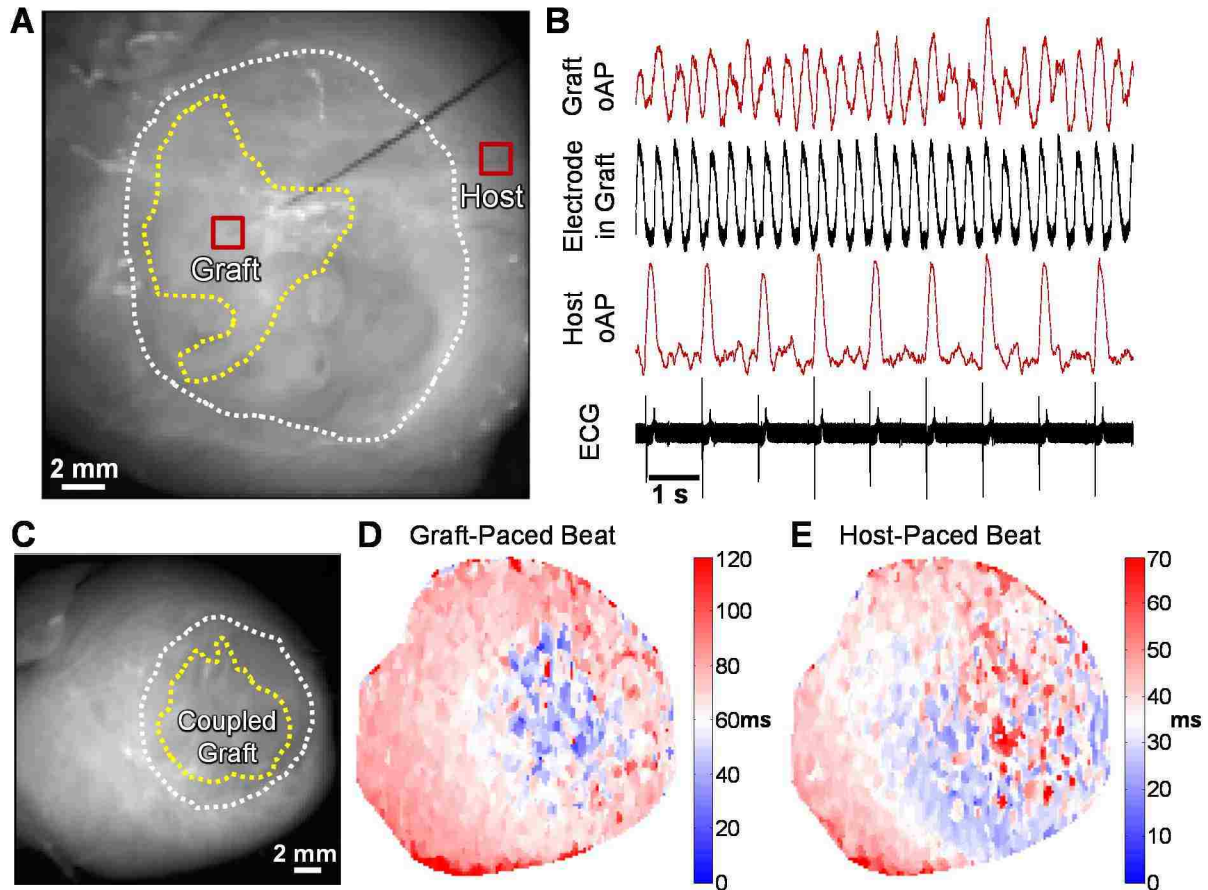 A
Host
Graft
2 mm
B
Graft
oAP
Electrode
in Graft
Host
oAP
ECG
1 s
C
Coupled
Graft
2 mm
D Graft-Paced Beat
120
100
80
60 ms
40
20
0
E Host-Paced Beat
70
60
50
40
30
20
10
0
ms